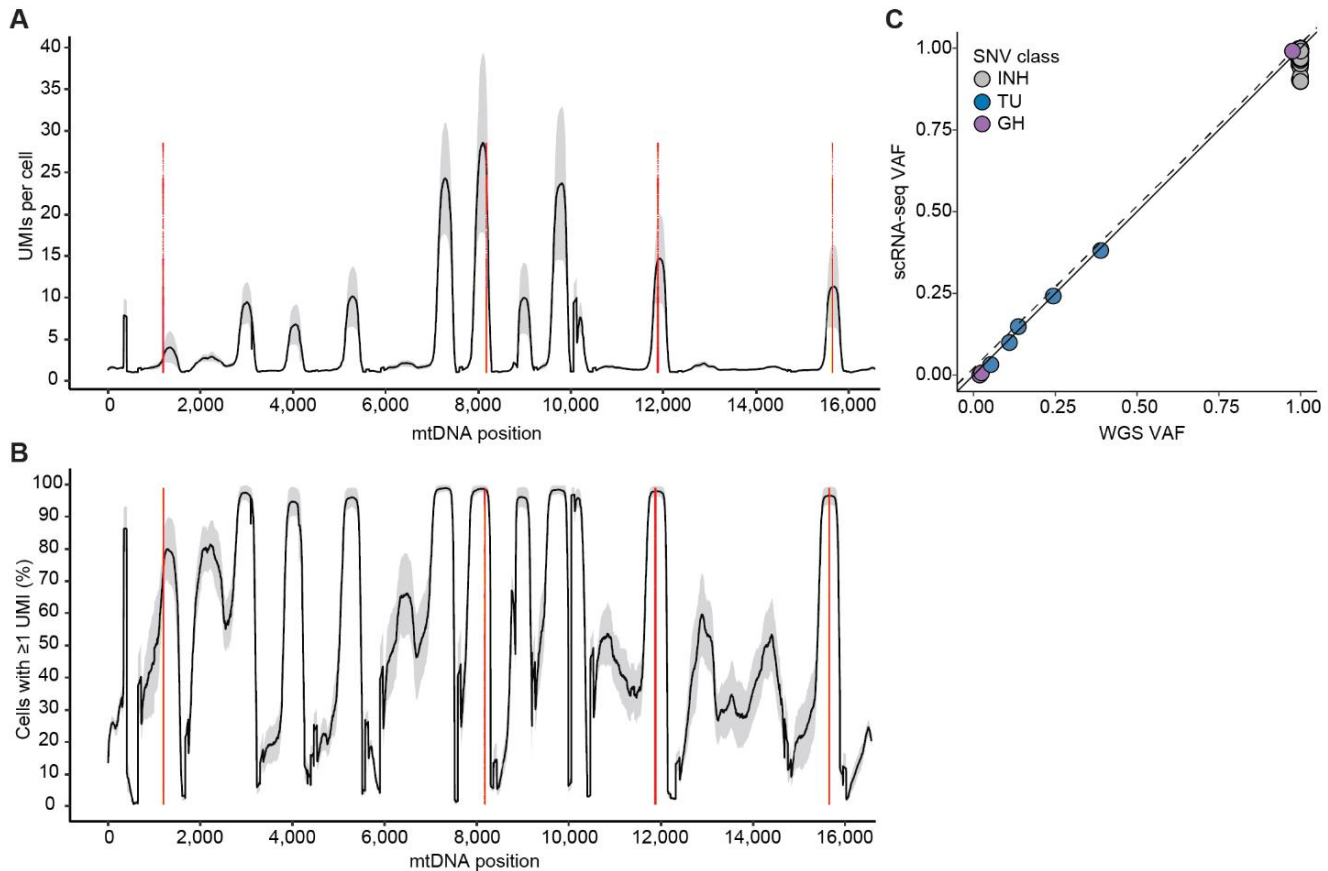 A
40
35
30
25
20
15
10
5
0
UMIs per cell
0 2,000 4,000 6,000 8,000 10,000 12,000 14,000 16,000
mtDNA position
B
100
90
80
70
60
50
40
30
20
10
0
Cells with ≥1 UMI (%)
0 2,000 4,000 6,000 8,000 10,000 12,000 14,000 16,000
mtDNA position
C
SNV class
INH
TU
GH
1.00
0.75
0.50
0.25
0.00
scRNA-seq VAF
0.00 0.25 0.50 0.75 1.00
WGS VAF